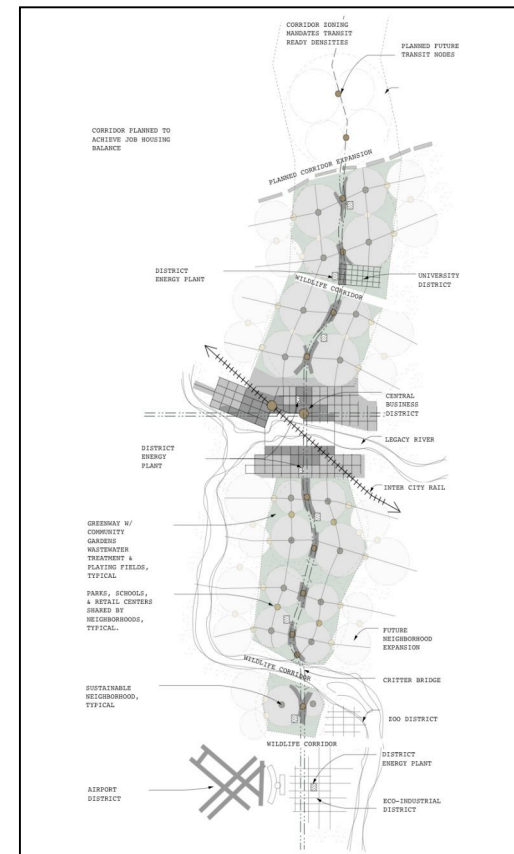 CORRIDOR ZONING
MANDATES TRANSIT
READY DENSITIES
PLANNED FUTURE
TRANSIT NODES
CORRIDOR PLANNED TO
ACHIEVE JOB HOUSING
BALANCE
PLANNED CORRIDOR EXPANSION
DISTRICT
ENERGY PLANT
WILDLIFE CORRIDOR
UNIVERSITY
DISTRICT
CENTRAL
BUSINESS
DISTRICT
LEGACY RIVER
DISTRICT
ENERGY
PLANT
INTER CITY RAIL
GREENWAY W/
COMMUNITY
GARDENS
WASTEWATER
TREATMENT &
PLAYING FIELDS,
TYPICAL
PARKS, SCHOOLS,
& RETAIL CENTERS
SHARED BY
NEIGHBORHOODS,
TYPICAL.
FUTURE
NEIGHBORHOOD
EXPANSION
WILDLIFE CORRIDOR
CRITTER BRIDGE
SUSTAINABLE
NEIGHBORHOOD,
TYPICAL
ZOO DISTRICT
WILDLIFE CORRIDOR
DISTRICT
ENERGY PLANT
AIRPORT
DISTRICT
ECO-INDUSTRIAL
DISTRICT